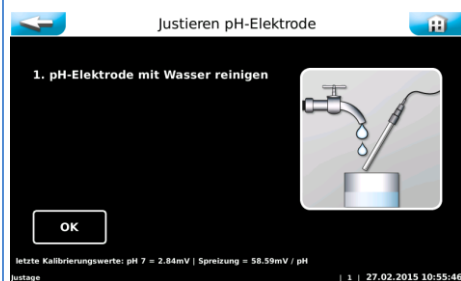 Justieren pH-Elektrode
1. pH-Elektrode mit Wasser reinigen
OK
letzte Kalibrierungswerte: pH 7 = 2.84mV | Spreizung = 58.59mV / pH
Justage | 1 | 27.02.2015 10:55:46